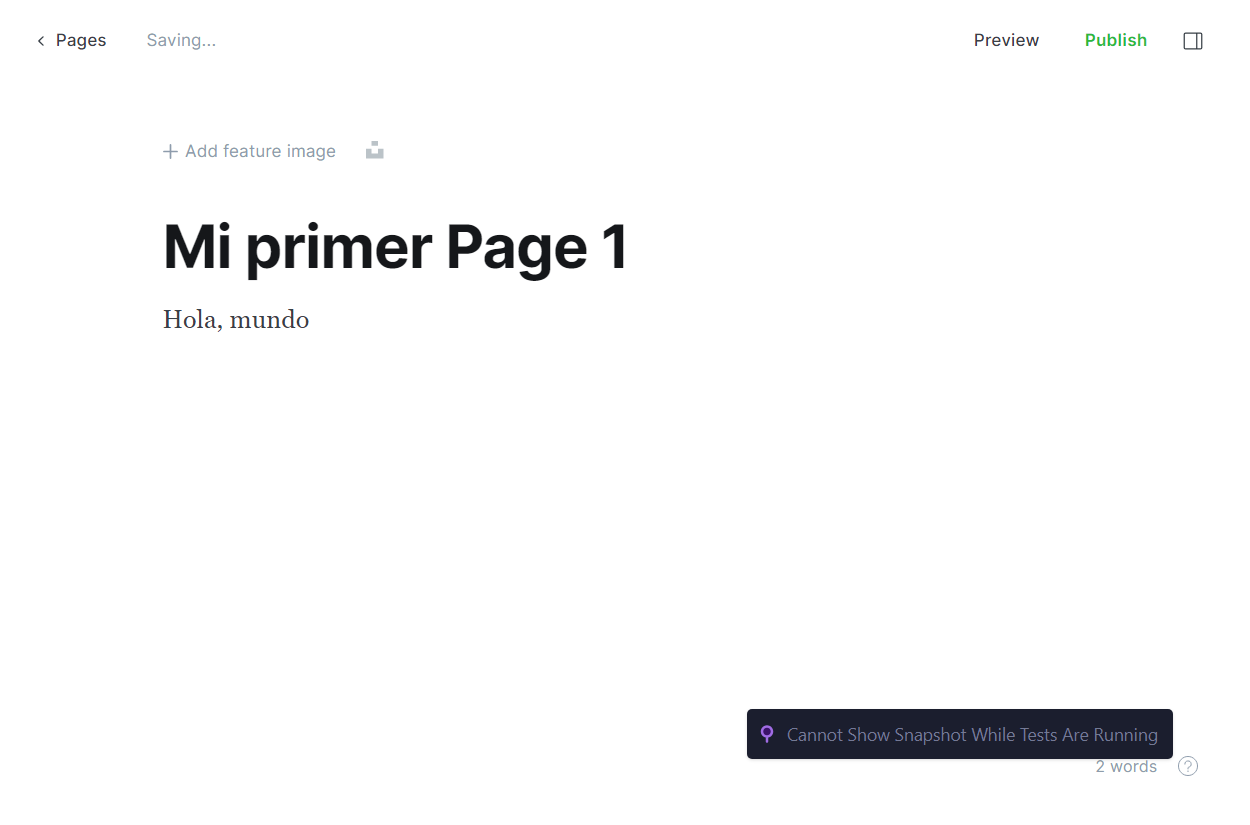 Pages
Saving...
Preview
Publish
Add feature image
Mi primer Page 1
Hola, mundo
Cannot Show Snapshot While Tests Are Running
2 words
?